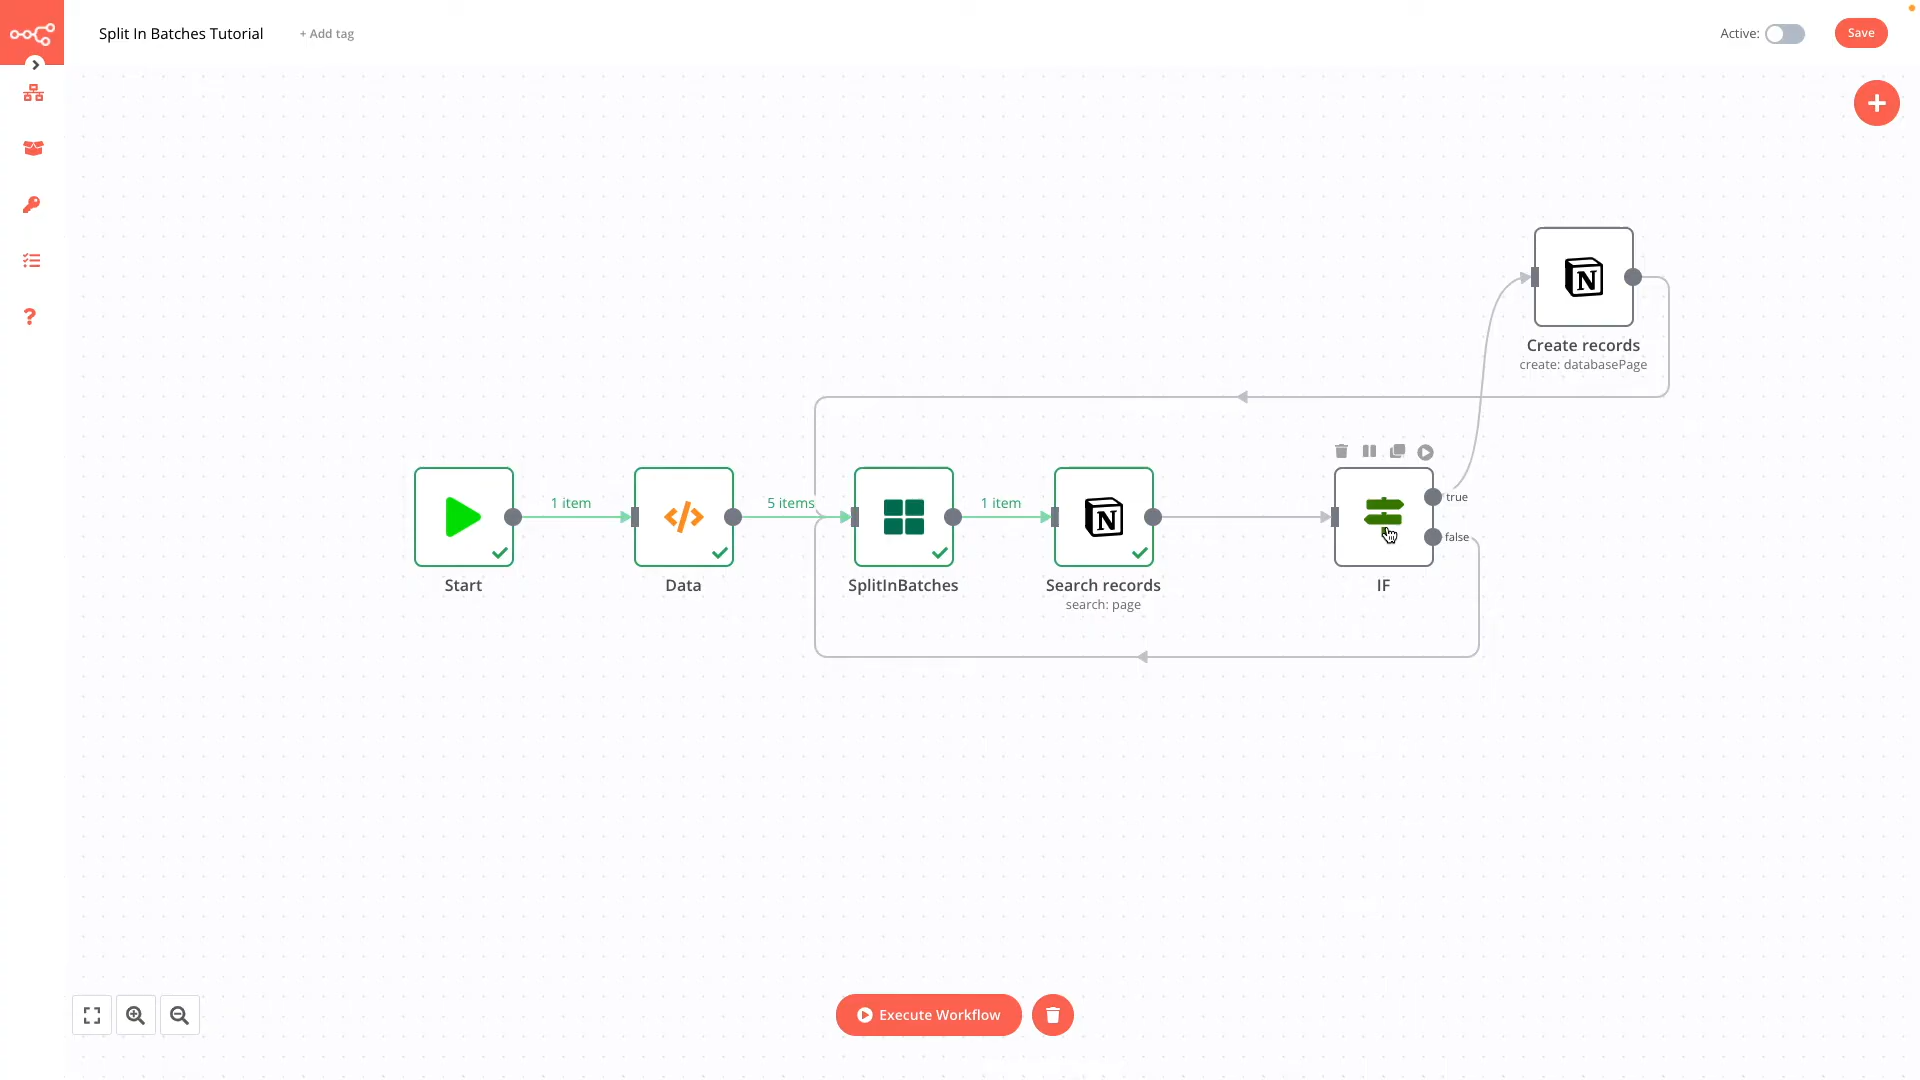 Split In Batches Tutorial
+ Add tag
Active:
Save
Create records
create: databasePage
1 item
5 items
1 item
true
false
Start
Data
SplitInBatches
Search records
search: page
IF
Execute Workflow